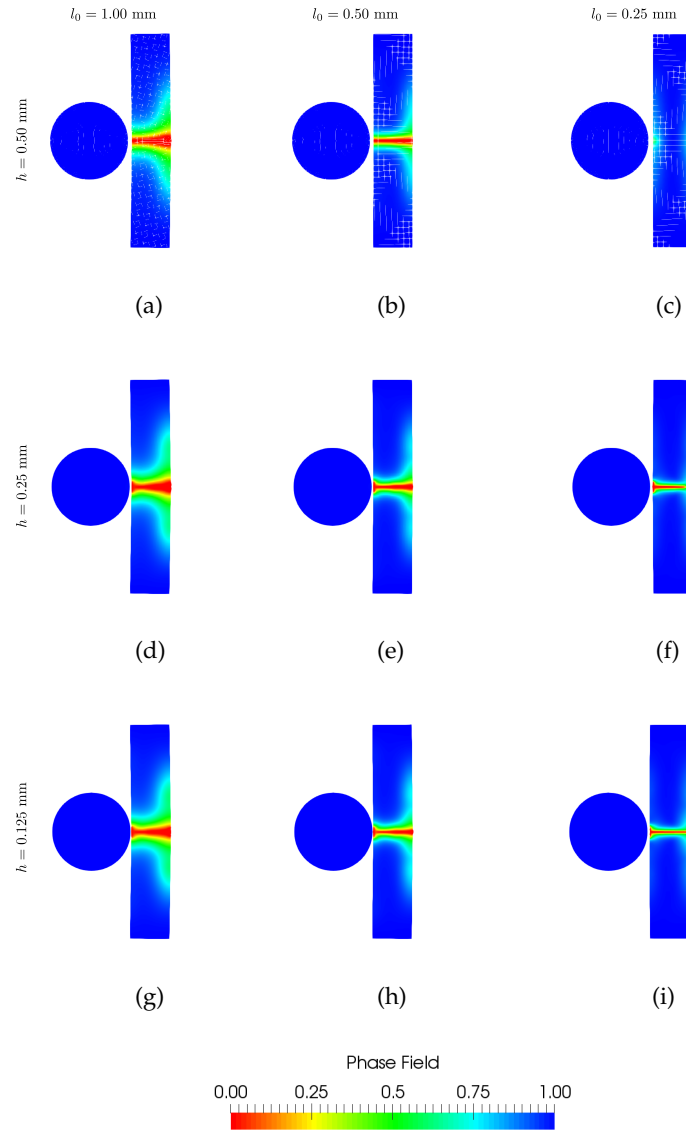 l₀ = 1.00 mm
l₀ = 0.50 mm
l₀ = 0.25 mm
h = 0.50 mm
(a)
(b)
(c)
h = 0.25 mm
(d)
(e)
(f)
h = 0.125 mm
(g)
(h)
(i)
Phase Field
0.00 0.25 0.5 0.75 1.00